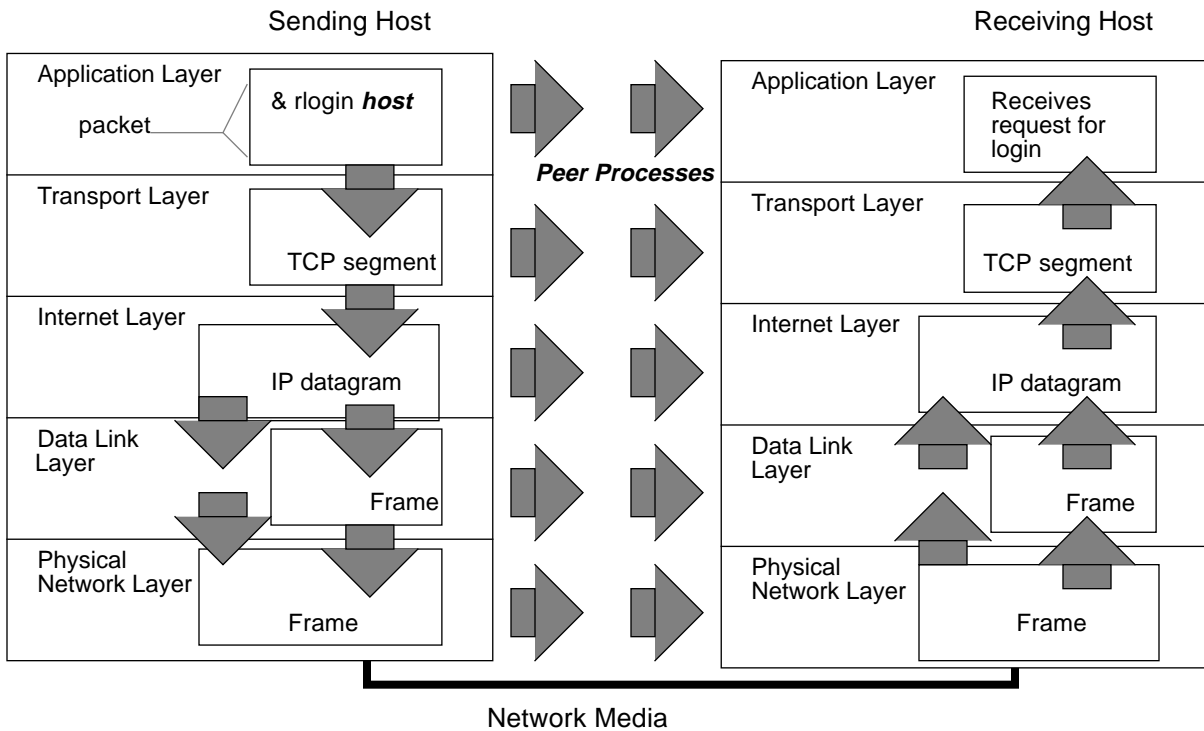 Sending Host
Receiving Host
Application Layer
& rlogin host
packet
Transport Layer
TCP segment
Internet Layer
IP datagram
Data Link
Layer
Frame
Physical
Network Layer
Frame
Peer Processes
Application Layer
Receives
request for
login
Transport Layer
TCP segment
Internet Layer
IP datagram
Data Link
Layer
Frame
Physical
Network Layer
Frame
Network Media